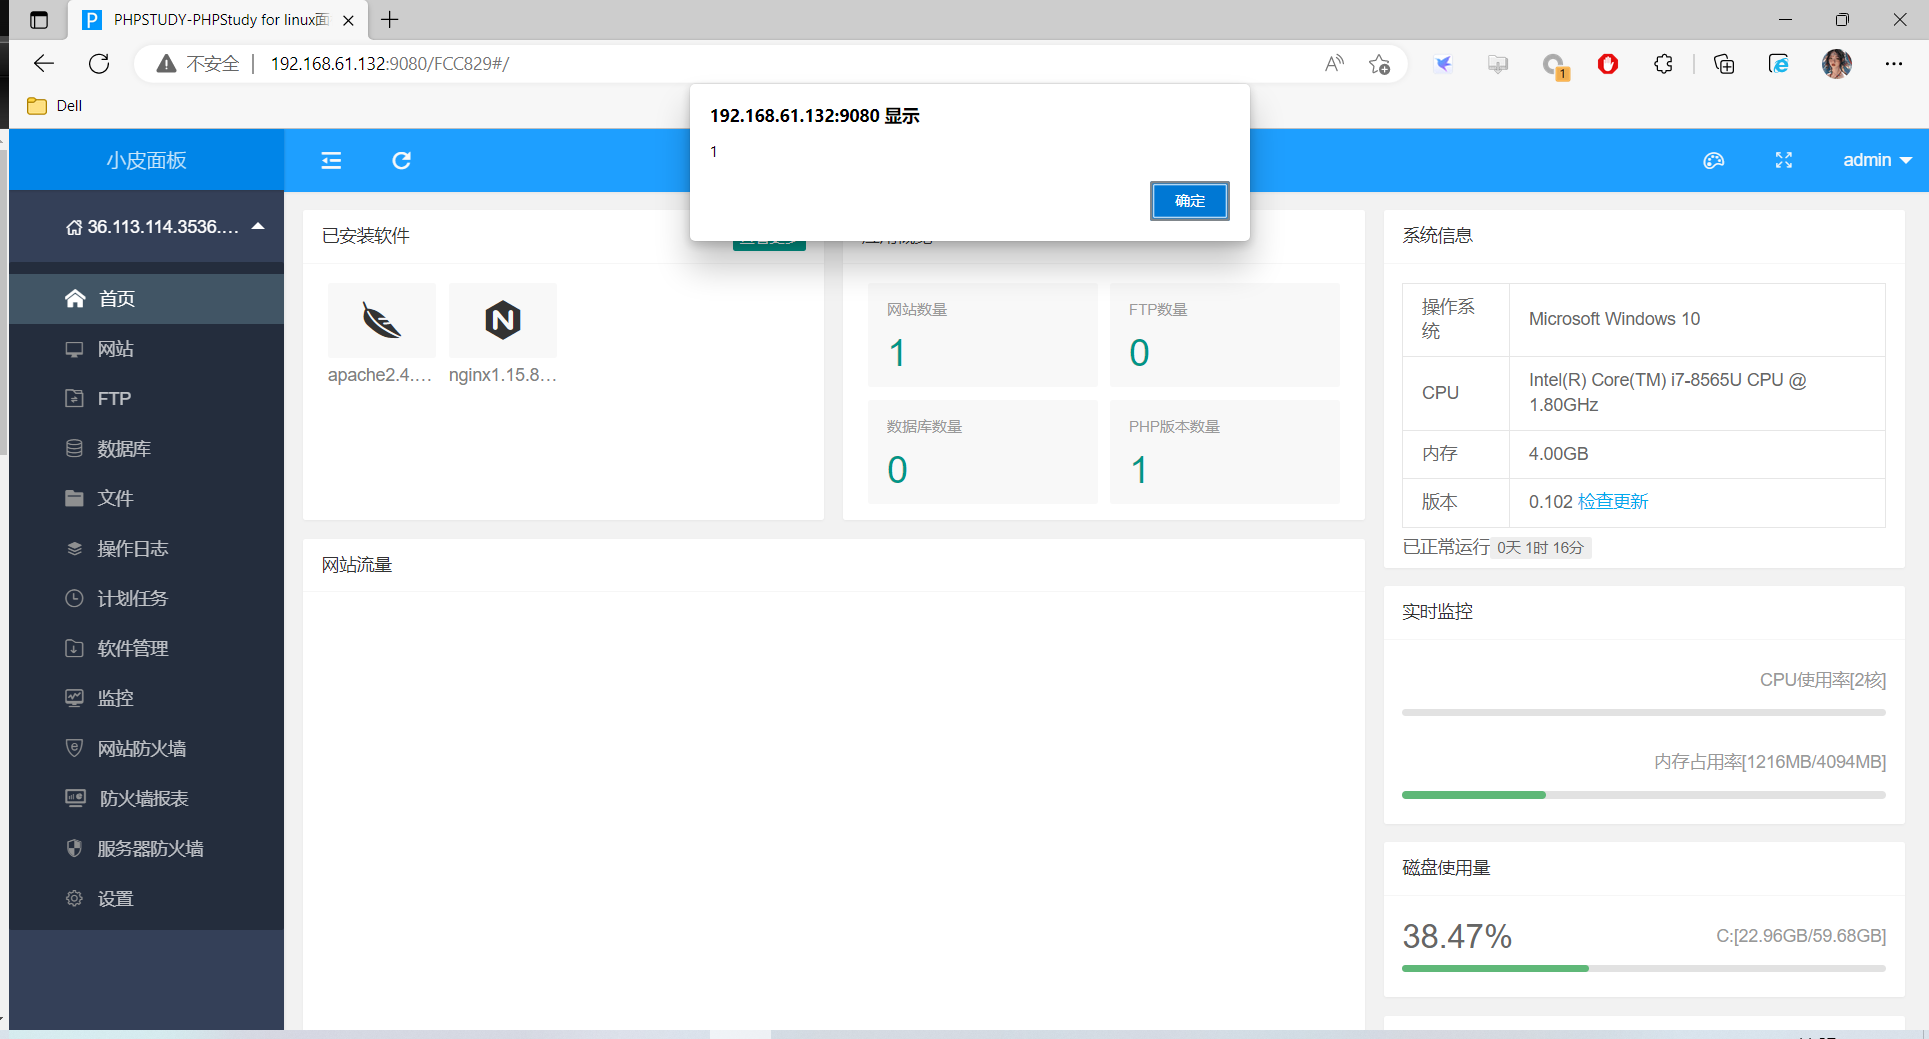 PHPSTUDY-PHPStudy for linux面
不安全
192.168.61.132:9080/FCC829#/
1
Dell
192.168.61.132:9080 显示
1
确定
小皮面板
admin
36.113.114.3536....
首页
网站
FTP
数据库
文件
操作日志
计划任务
软件管理
监控
网站防火墙
防火墙报表
服务器防火墙
设置
已安装软件
apache2.4....
nginx1.15.8...
网站数量
1
FTP数量
0
数据库数量
0
PHP版本数量
1
网站流量
系统信息
操作系
统
Microsoft Windows 10
CPU
Intel(R) Core(TM) i7-8565U CPU @
1.80GHz
内存
4.00GB
版本
0.102 检查更新
已正常运行 0天 1时 16分
实时监控
CPU使用率[2核]
内存占用率[1216MB/4094MB]
磁盘使用量
38.47%
C:[22.96GB/59.68GB]